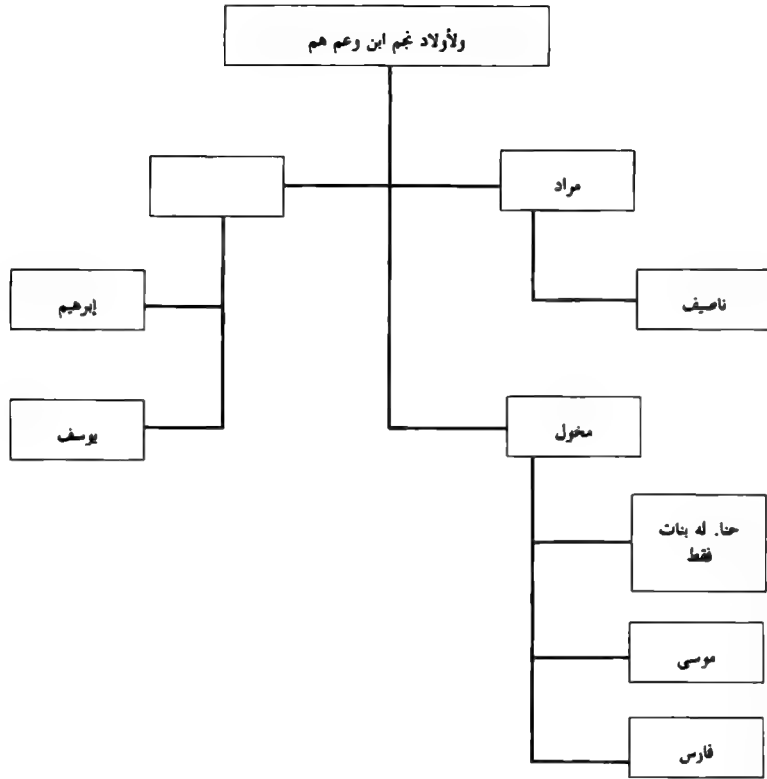 ولأولاد نجم ابن وعم هم
مراد
ناصيف
إبرهيم
يوسف
مخول
حنا. له بنات
فقط
موسى
فارس